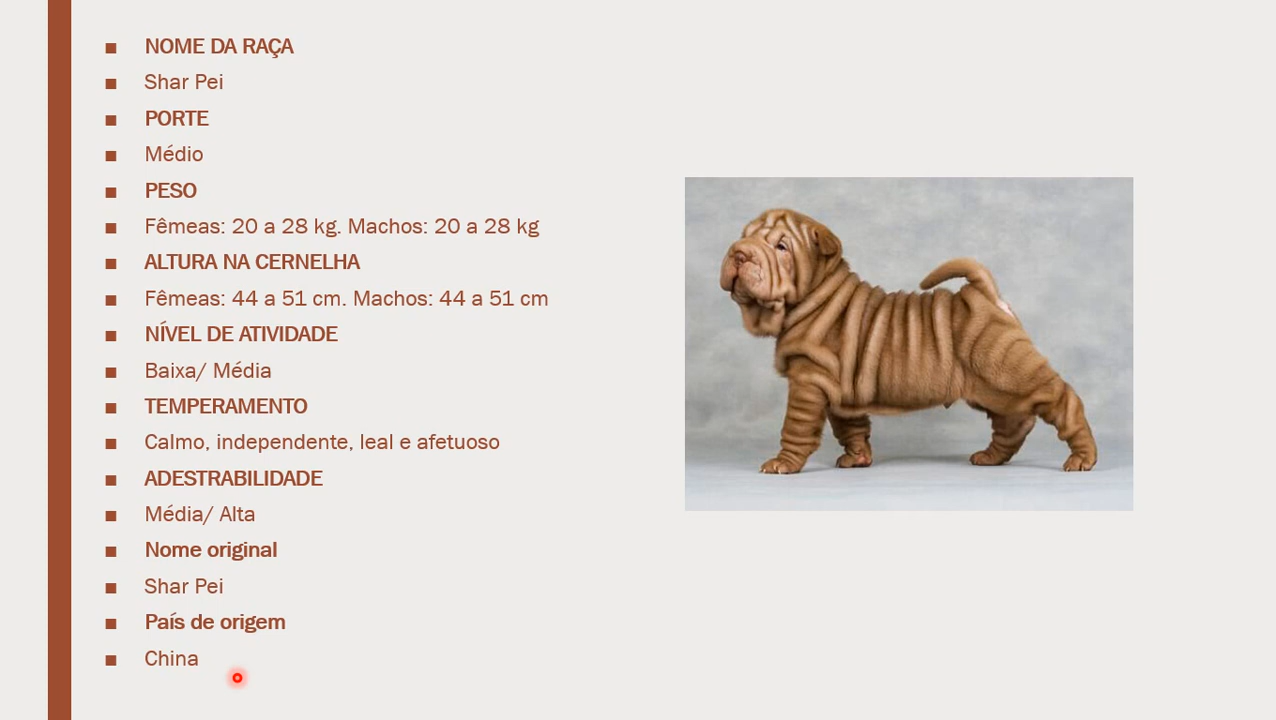 NOME DA RAÇA
Shar Pei
PORTE
Médio
PESO
Fêmeas: 20 a 28 kg. Machos: 20 a 28 kg
ALTURA NA CERNELHA
Fêmeas: 44 a 51 cm. Machos: 44 a 51 cm
NÍVEL DE ATIVIDADE
Baixa/ Média
TEMPERAMENTO
Calmo, independente, leal e afetuoso
ADESTRABILIDADE
Média/ Alta
Nome original
Shar Pei
País de origem
China